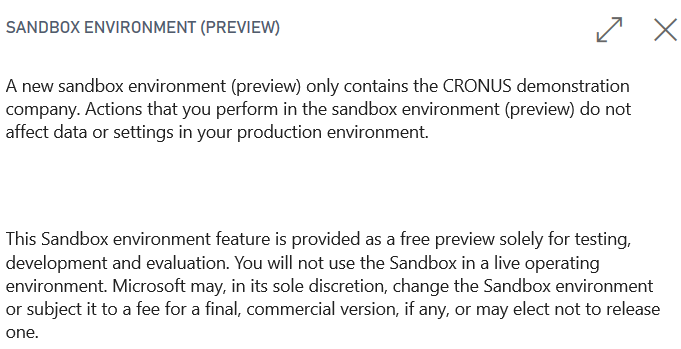 SANDBOX ENVIRONMENT (PREVIEW)
A new sandbox environment (preview) only contains the CRONUS demonstration
company. Actions that you perform in the sandbox environment (preview) do not
affect data or settings in your production environment.
This Sandbox environment feature is provided as a free preview solely for testing,
development and evaluation. You will not use the Sandbox in a live operating
environment. Microsoft may, in its sole discretion, change the Sandbox environment
or subject it to a fee for a final, commercial version, if any, or may elect not to release
one.